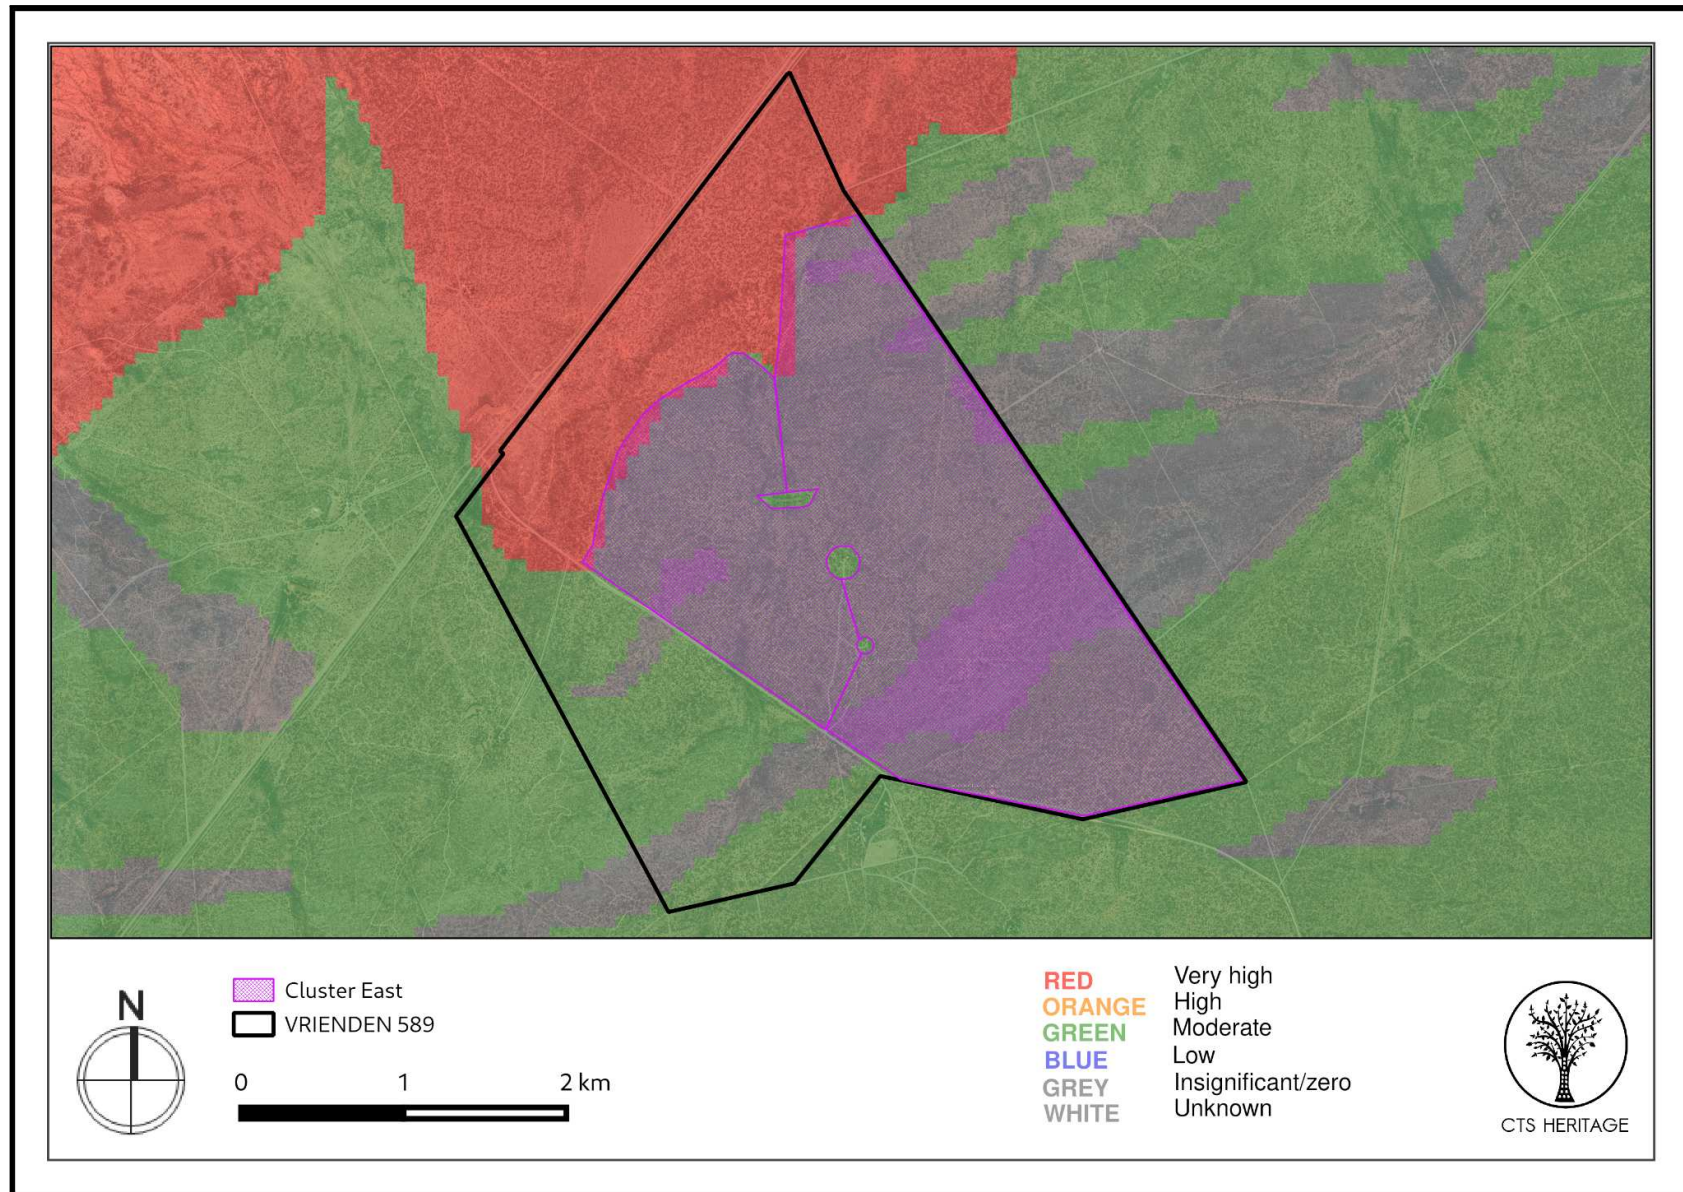 N
Cluster East
VRIENDEN 589
0 1 2 km
RED Very high
ORANGE High
GREEN Moderate
BLUE Low
GREY Insignificant/zero
WHITE Unknown
CTS HERITAGE